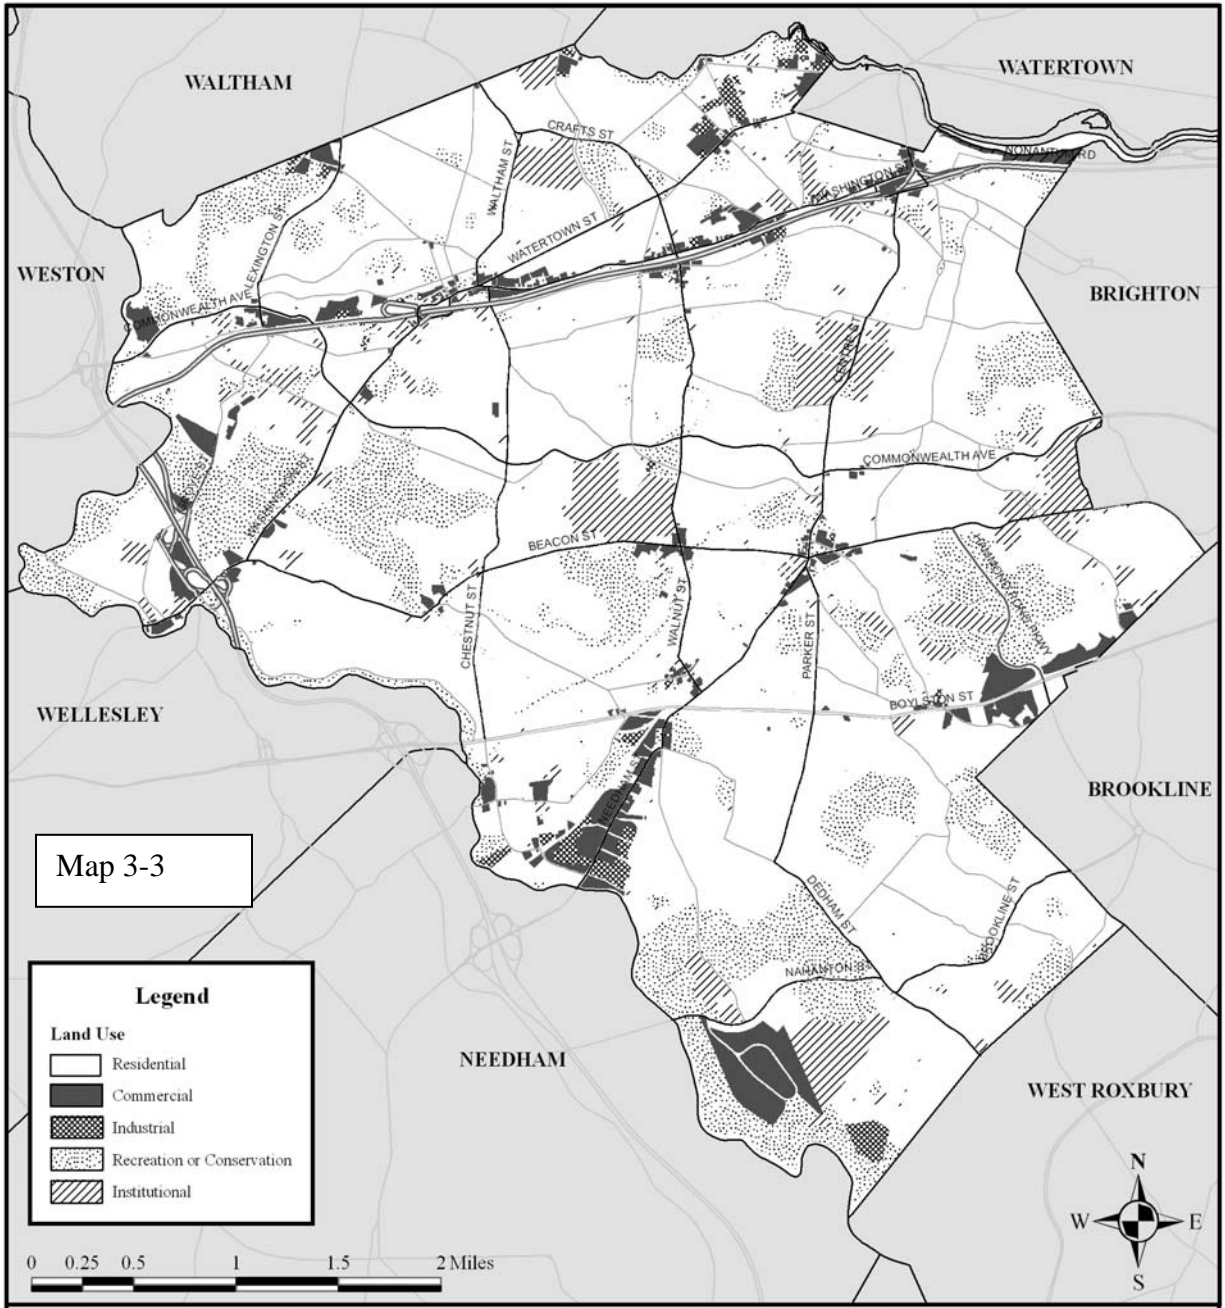 WALTHAM
WATERTOWN
CRAFTS ST
NONANTUM RD
WALTHAM ST
WASHINGTON ST
WATERTOWN ST
LEXINGTON ST
WESTON
BRIGHTON
COMMONWEALTH AVE
CENTRE ST
COMMONWEALTH AVE
WASHINGTON ST
BEACON ST
HAMMOND POND PKWY
CHESTNUT ST
WALNUT ST
PARKER ST
BOYLSTON ST
WELLESLEY
NEEDHAM ST
BROOKLINE
Map 3-3
DEDHAM ST
BROOKLINE ST
NAHANTON ST
Legend
Land Use
Residential
Commercial
Industrial
Recreation or Conservation
Institutional
NEEDHAM
WEST ROXBURY
N
W E
S
0 0.25 0.5 1 1.5 2 Miles